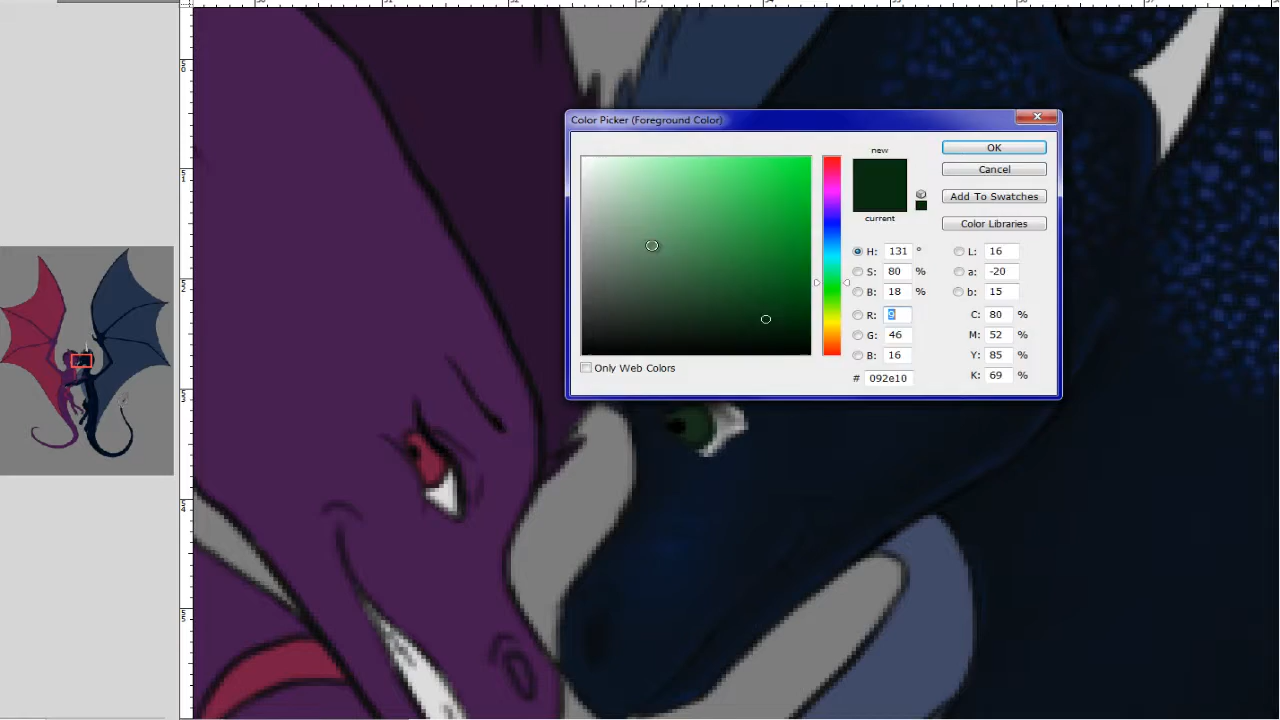 Color Picker (Foreground Color)
new
current
OK
Cancel
Add To Swatches
Color Libraries
H: 131 °
S: 80 %
B: 18 %
R: 9
G: 46
B: 16
# 092e10
L: 16
a: -20
b: 15
C: 80 %
M: 52 %
Y: 85 %
K: 69 %
Only Web Colors